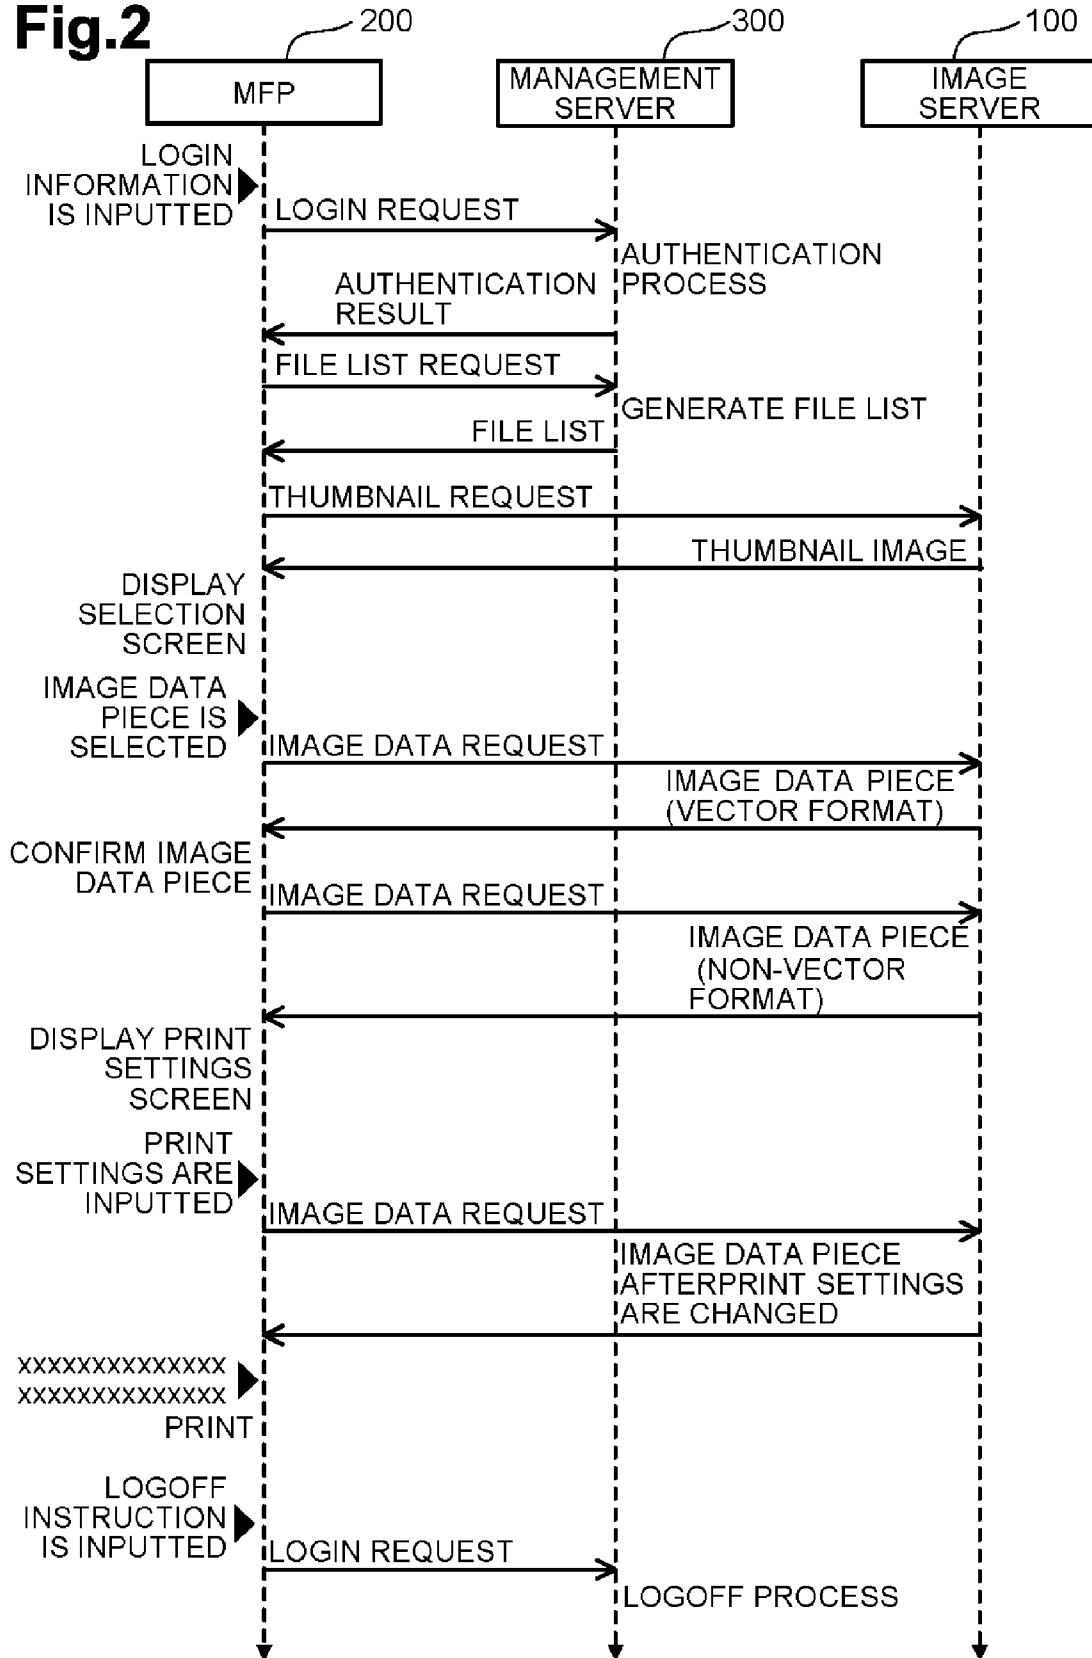 Fig.2
200
300
100
MFP
MANAGEMENT
SERVER
IMAGE
SERVER
LOGIN
INFORMATION
IS INPUTTED
LOGIN REQUEST
AUTHENTICATION
PROCESS
AUTHENTICATION
RESULT
FILE LIST REQUEST
GENERATE FILE LIST
FILE LIST
THUMBNAIL REQUEST
THUMBNAIL IMAGE
DISPLAY
SELECTION
SCREEN
IMAGE DATA
PIECE IS
SELECTED
IMAGE DATA REQUEST
IMAGE DATA PIECE
(VECTOR FORMAT)
CONFIRM IMAGE
DATA PIECE
IMAGE DATA REQUEST
IMAGE DATA PIECE
(NON-VECTOR
FORMAT)
DISPLAY PRINT
SETTINGS
SCREEN
PRINT
SETTINGS ARE
INPUTTED
IMAGE DATA REQUEST
IMAGE DATA PIECE
AFTERPRINT SETTINGS
ARE CHANGED
XXXXXXXXXXXXXX
XXXXXXXXXXXXXX
PRINT
LOGOFF
INSTRUCTION
IS INPUTTED
LOGIN REQUEST
LOGOFF PROCESS